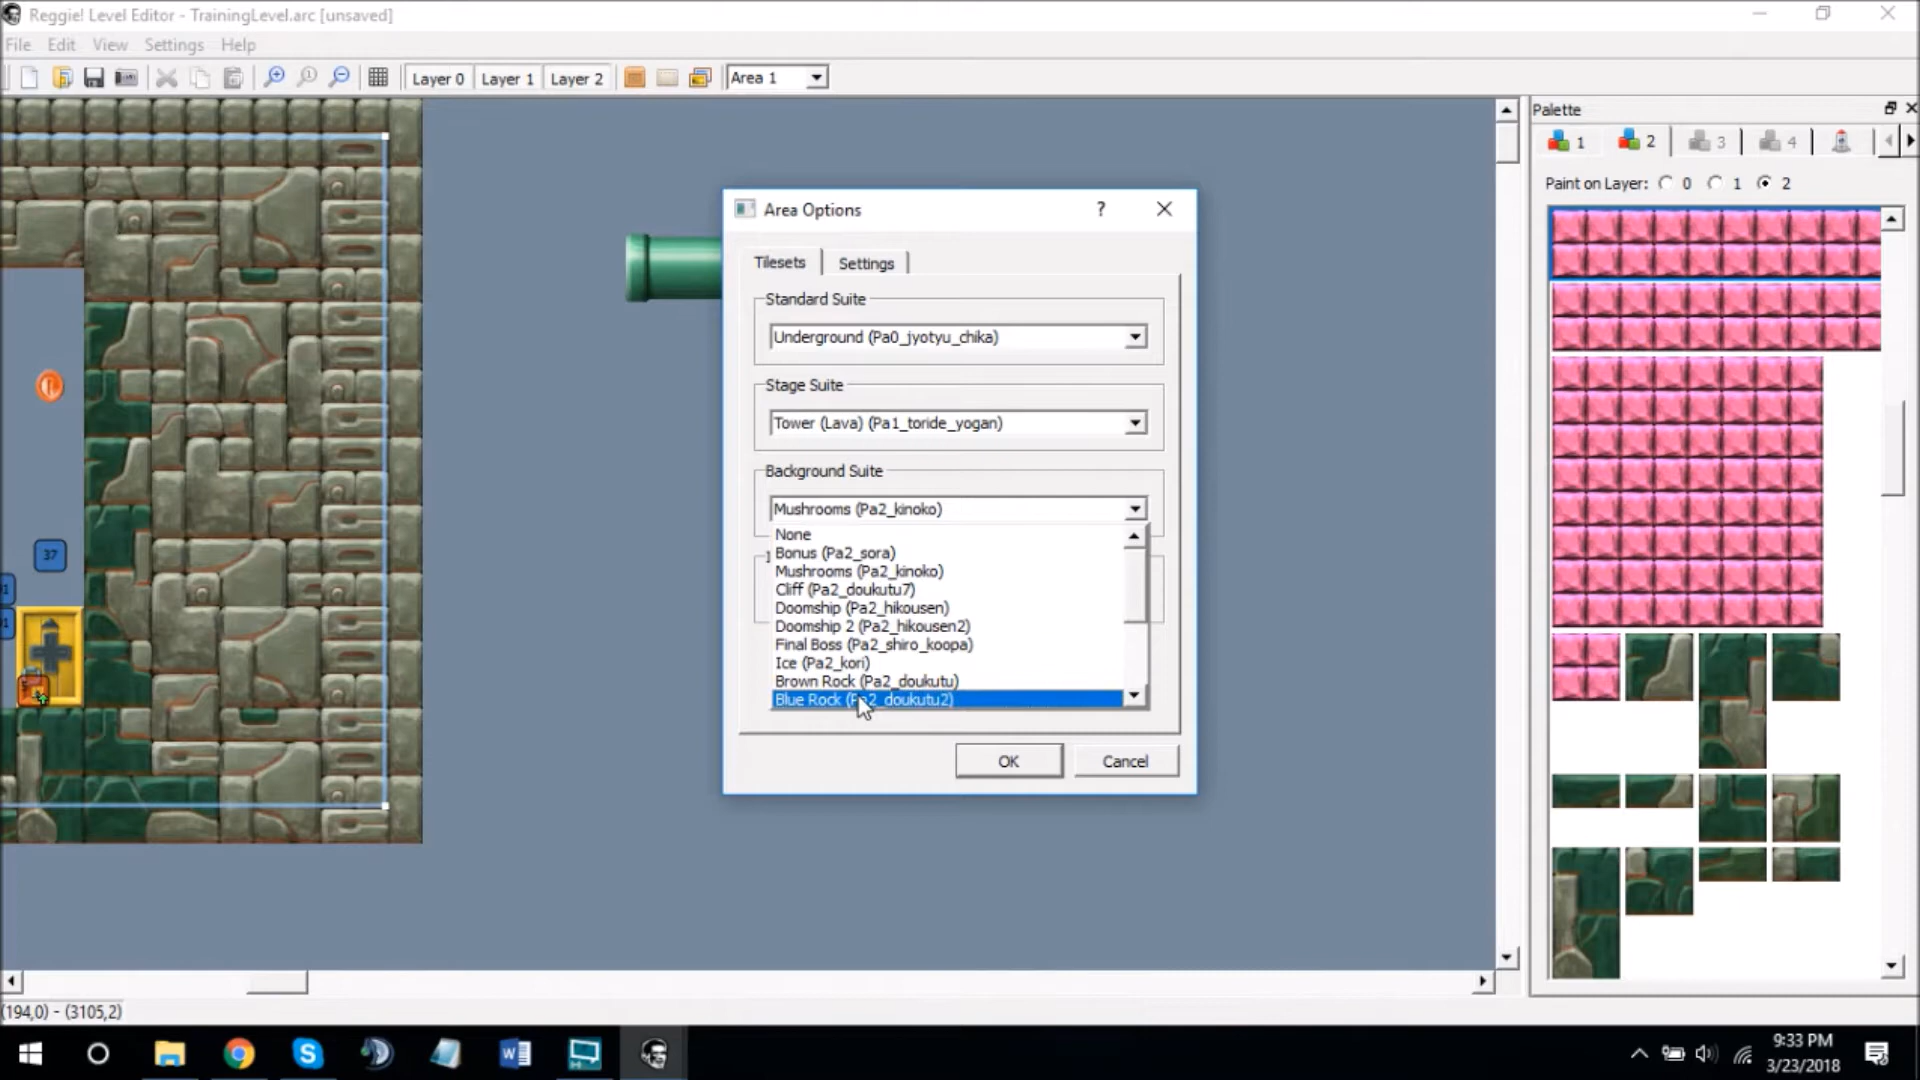 Reggie! Level Editor - TrainingLevel.arc [unsaved]
File Edit View Settings Help
Layer 0 Layer 1 Layer 2 Area 1
Palette
1 2 3 4
Paint on Layer: 0 1 2
Area Options ?
Tilesets Settings
Standard Suite
Underground (Pa0_jyotyu_chika)
Stage Suite
Tower (Lava) (Pa1_toride_yogan)
Background Suite
Mushrooms (Pa2_kinoko)
None
Bonus (Pa2_sora)
Mushrooms (Pa2_kinoko)
Cliff (Pa2_doukutu7)
Doomship (Pa2_hikousen)
Doomship 2 (Pa2_hikousen2)
Final Boss (Pa2_shiro_koopa)
Ice (Pa2_kori)
Brown Rock (Pa2_doukutu)
Blue Rock (Pa2_doukutu2)
OK Cancel
37
(194,0) - (3105,2)
9:33 PM
3/23/2018